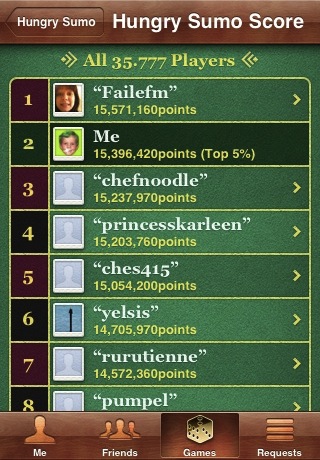 Hungry Sumo
Hungry Sumo Score
All 35.777 Players
1
“Failefm”
15,571,160points
2
Me
15,396,420points (Top 5%)
3
“chefnoodle”
15,237,970points
4
“princesskarleen”
15,203,760points
5
“ches415”
15,054,200points
6
“yelsis”
14,705,970points
7
“rurutienne”
14,572,360points
8
“pumpel”
Me
Friends
Games
Requests